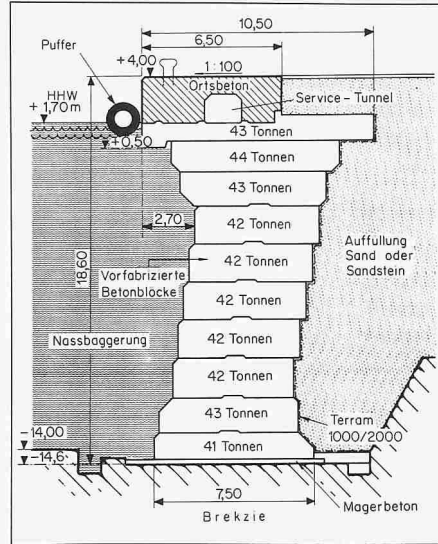 10,50
6,50
Puffer
+4,00
1:100
HHW
+ 1,70 m
Ortsbeton
Service - Tunnel
43 Tonnen
+0,50
44 Tonnen
43 Tonnen
2,70
42 Tonnen
18,60
Vorfabrizierte
Betonblöcke
42 Tonnen
Auffüllung
Sand oder
Sandstein
42 Tonnen
Nassbaggerung
42 Tonnen
42 Tonnen
43 Tonnen
Terram
1000/2000
-14,00
-14,6
41 Tonnen
7,50
Magerbeton
Brekzie